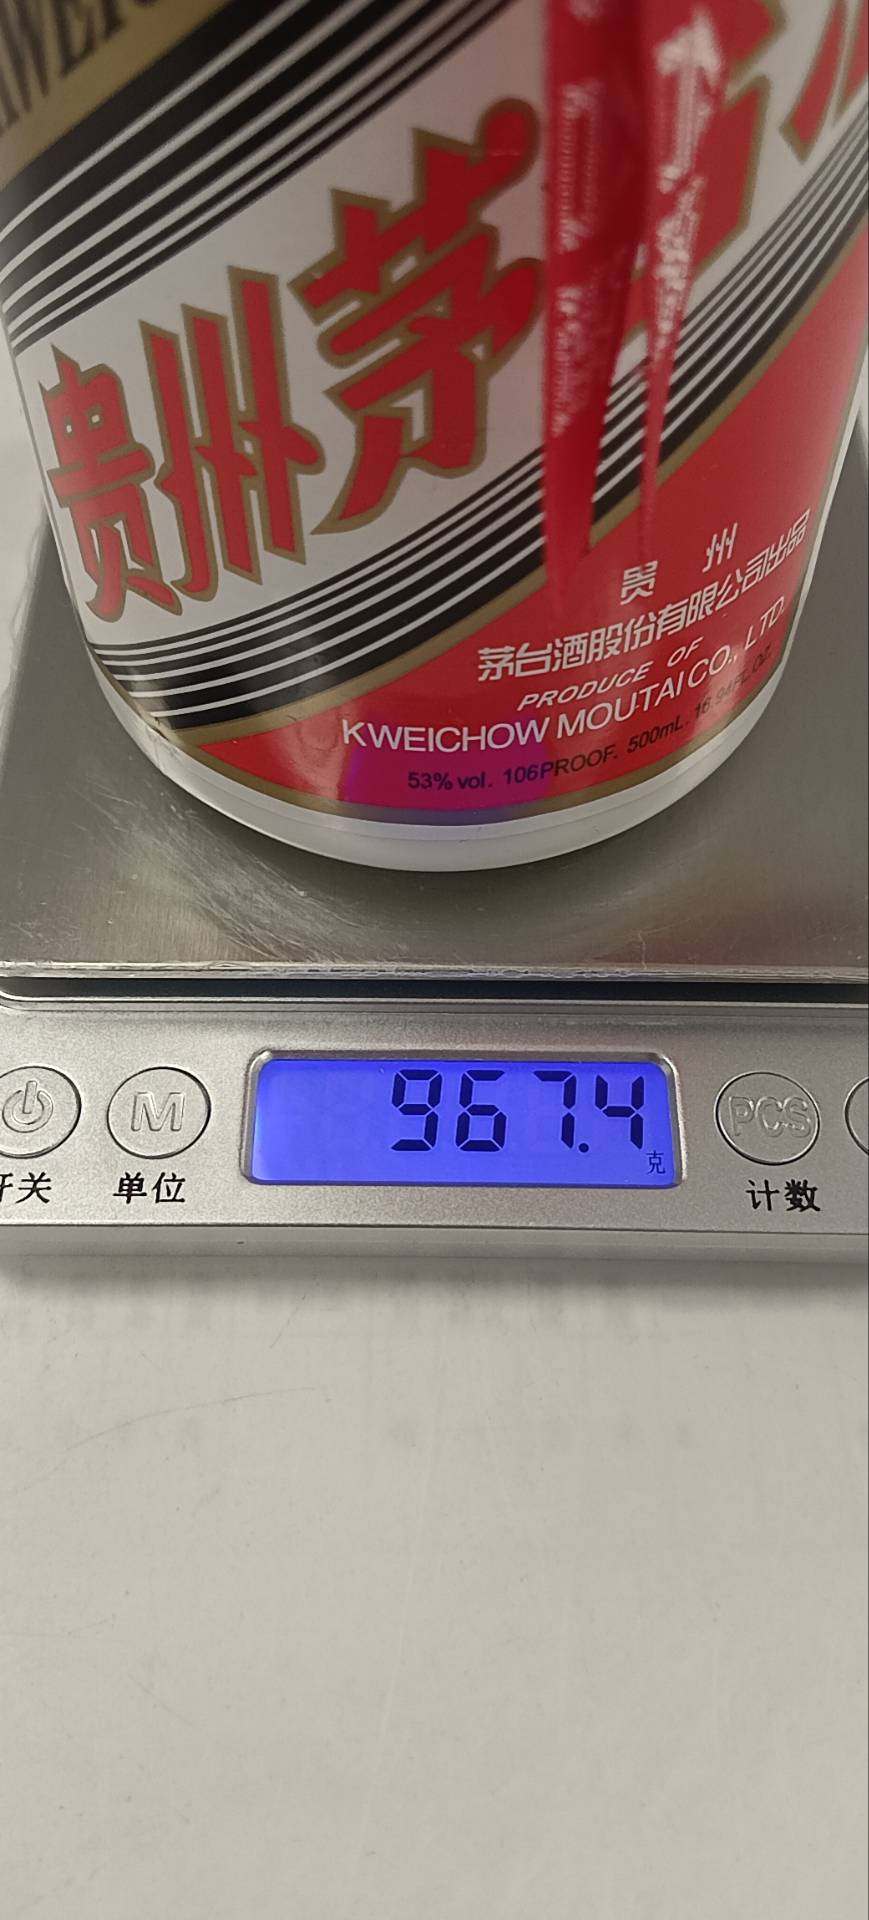 贵州茅台
贵州
茅台酒股份有限公司出品
PRODUCE OF
KWEICHOW MOUTAI CO., LTD.
53% vol. 106PROOF. 500mL. 16.94FL.OZ.
967.4
克
M
PCS
开关
单位
计数